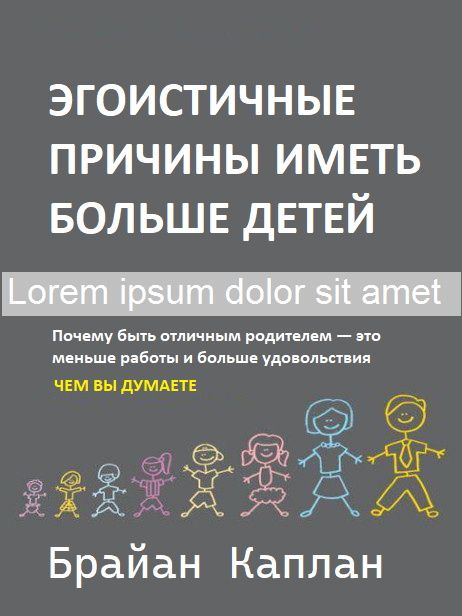 ЭГОИСТИЧНЫЕ
ПРИЧИНЫ ИМЕТЬ
БОЛЬШЕ ДЕТЕЙ
Lorem ipsum dolor sit amet
Почему быть отличным родителем — это
меньше работы и больше удовольствия
ЧЕМ ВЫ ДУМАЕТЕ
Брайан Каплан